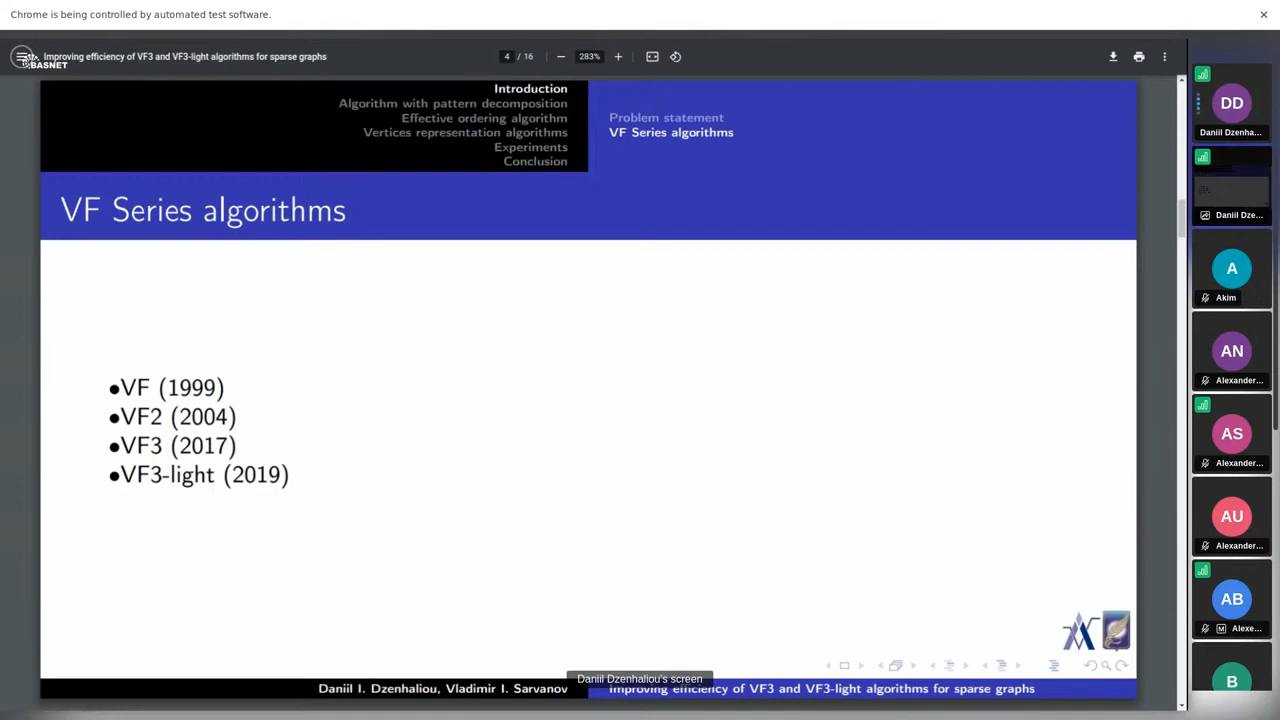 Chrome is being controlled by automated test software.
Improving efficiency of VF3 and VF3-light algorithms for sparse graphs
4 / 16
283%
BASNET
Introduction
Algorithm with pattern decomposition
Effective ordering algorithm
Vertices representation algorithms
Experiments
Conclusion
Problem statement
VF Series algorithms
VF Series algorithms
•VF (1999)
•VF2 (2004)
•VF3 (2017)
•VF3-light (2019)
Daniil Dzenhaliou's screen
Daniil I. Dzenhaliou, Vladimir I. Sarvanov
Improving efficiency of VF3 and VF3-light algorithms for sparse graphs
DD
Daniil Dzenha...
Daniil Dze...
A
Akim
AN
Alexander...
AS
Alexander...
AU
Alexander...
AB
M
Alexe...
B